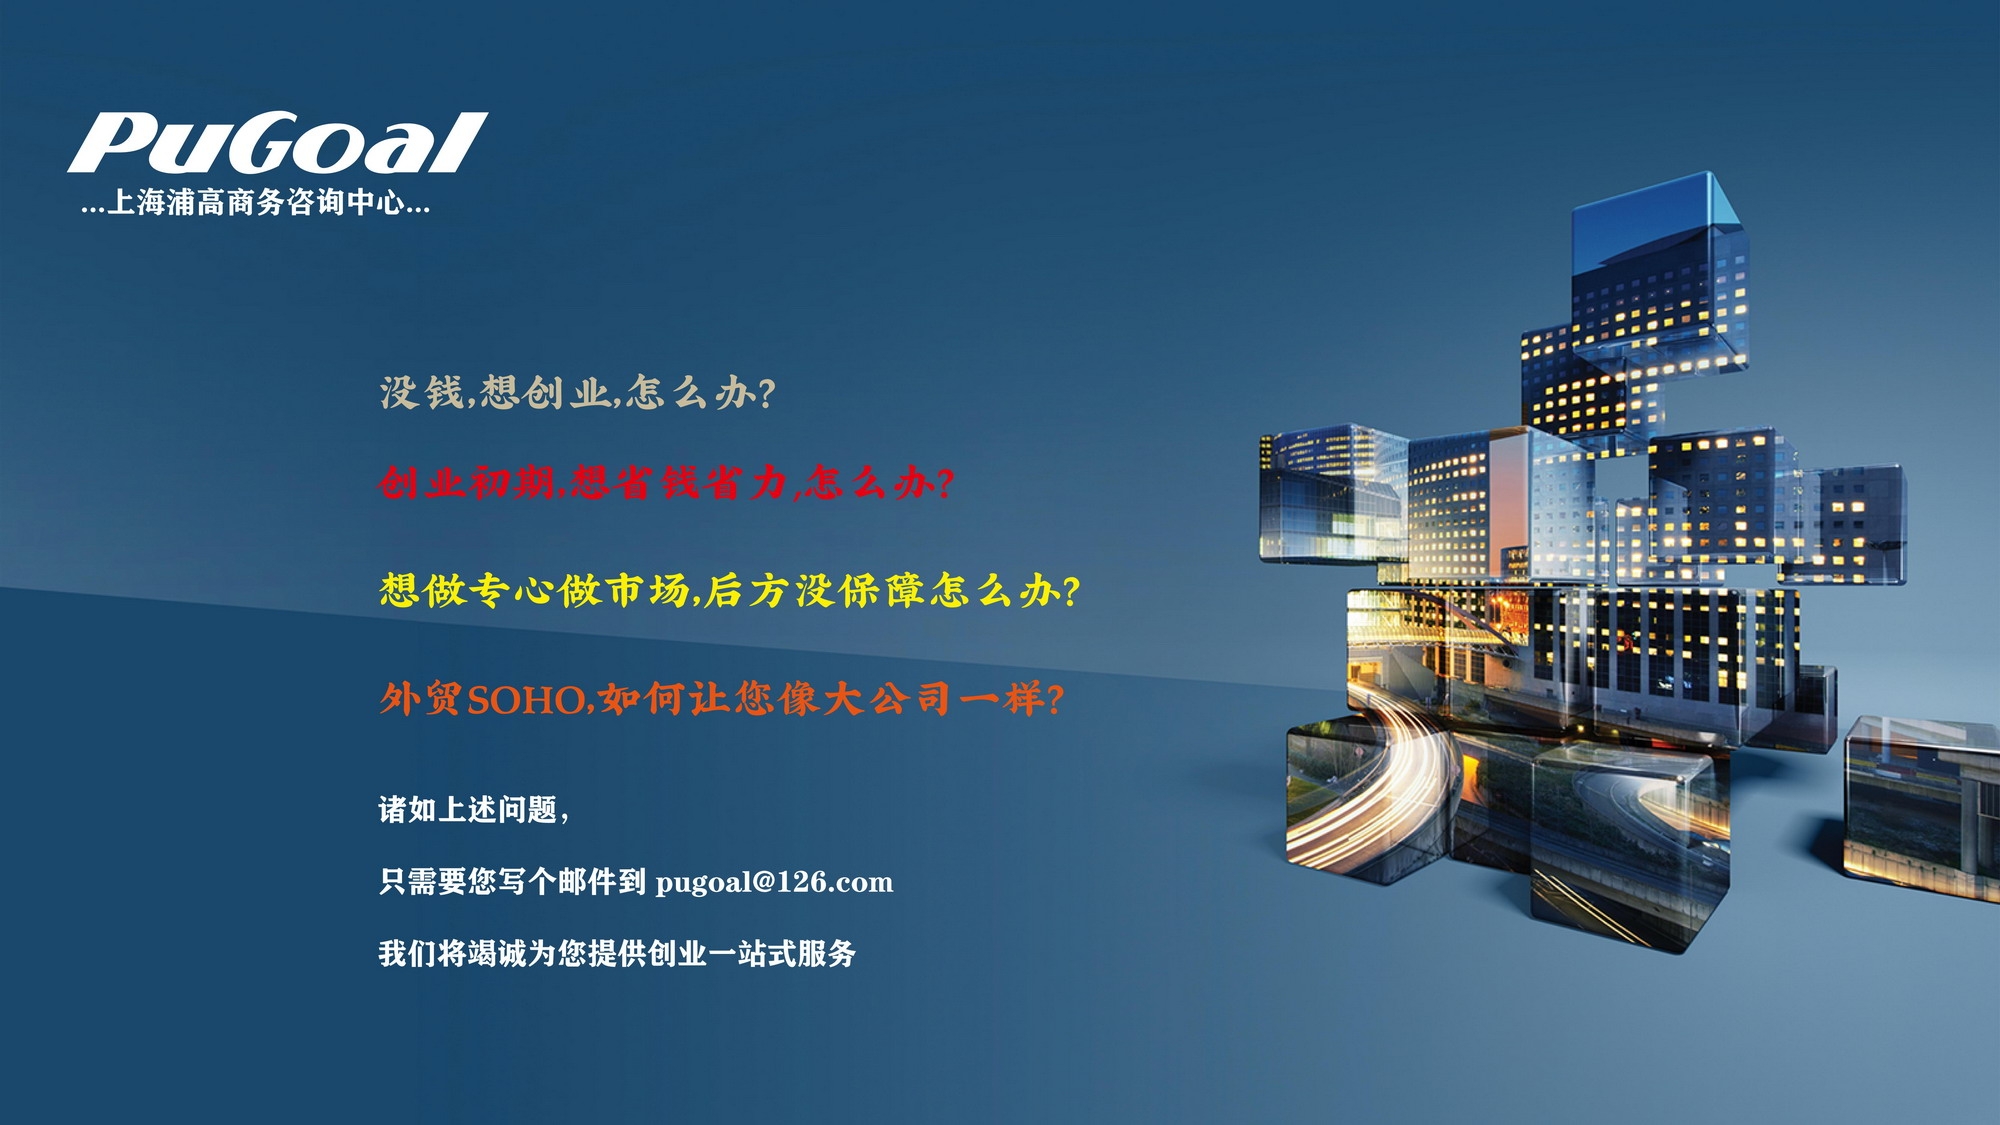 PuGoal
...上海浦高商务咨询中心...
没钱,想创业,怎么办?
创业初期,想省钱省力,怎么办?
想做专心做市场,后方没保障怎么办?
外贸SOHO,如何让您像大公司一样?
诸如上述问题，
只需要您写个邮件到 pugoal@126.com
我们将竭诚为您提供创业一站式服务